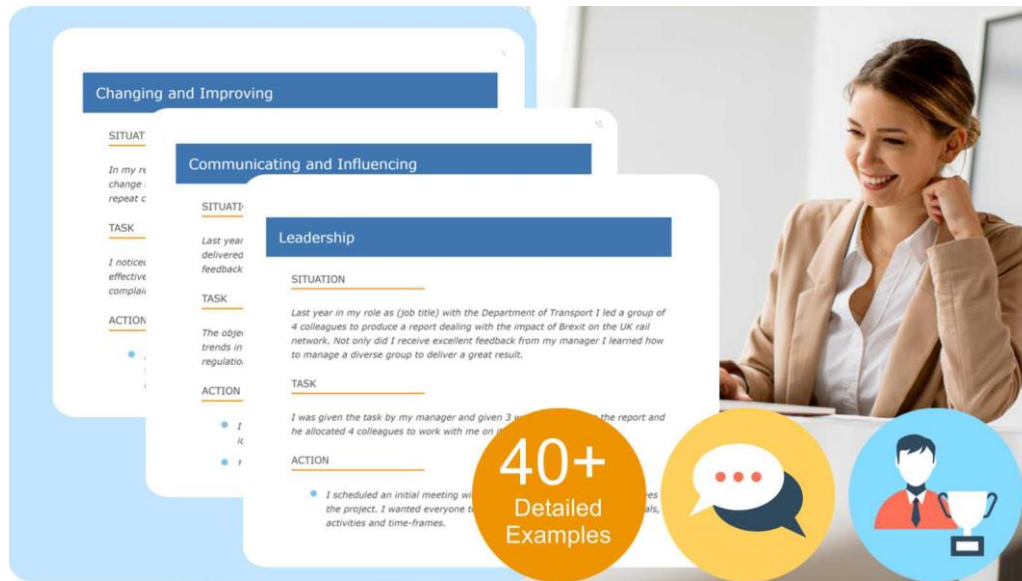 Changing and Improving
SITUAT
In my
change
repeat
TASK
I noticed
effective
ACTION
Communicating and Influencing
SITUATI
Last year
delivered
feedback
TASK
The
trends in
ACTION
I
Leadership
SITUATION
Last year in my role as (job title) with the Department of Transport I led a group of
4 colleagues to produce a report dealing with the impact of Brexit on the UK rail
network. Not only did I receive excellent feedback from my manager I learned how
to manage a diverse group to deliver a great result.
TASK
I was given the task by my manager and given 3 the report and
he allocated 4 colleagues to work with me on
ACTION
I scheduled an initial meeting
the project. I wanted everyone
activities and time-frames.
40+
Detailed
Examples